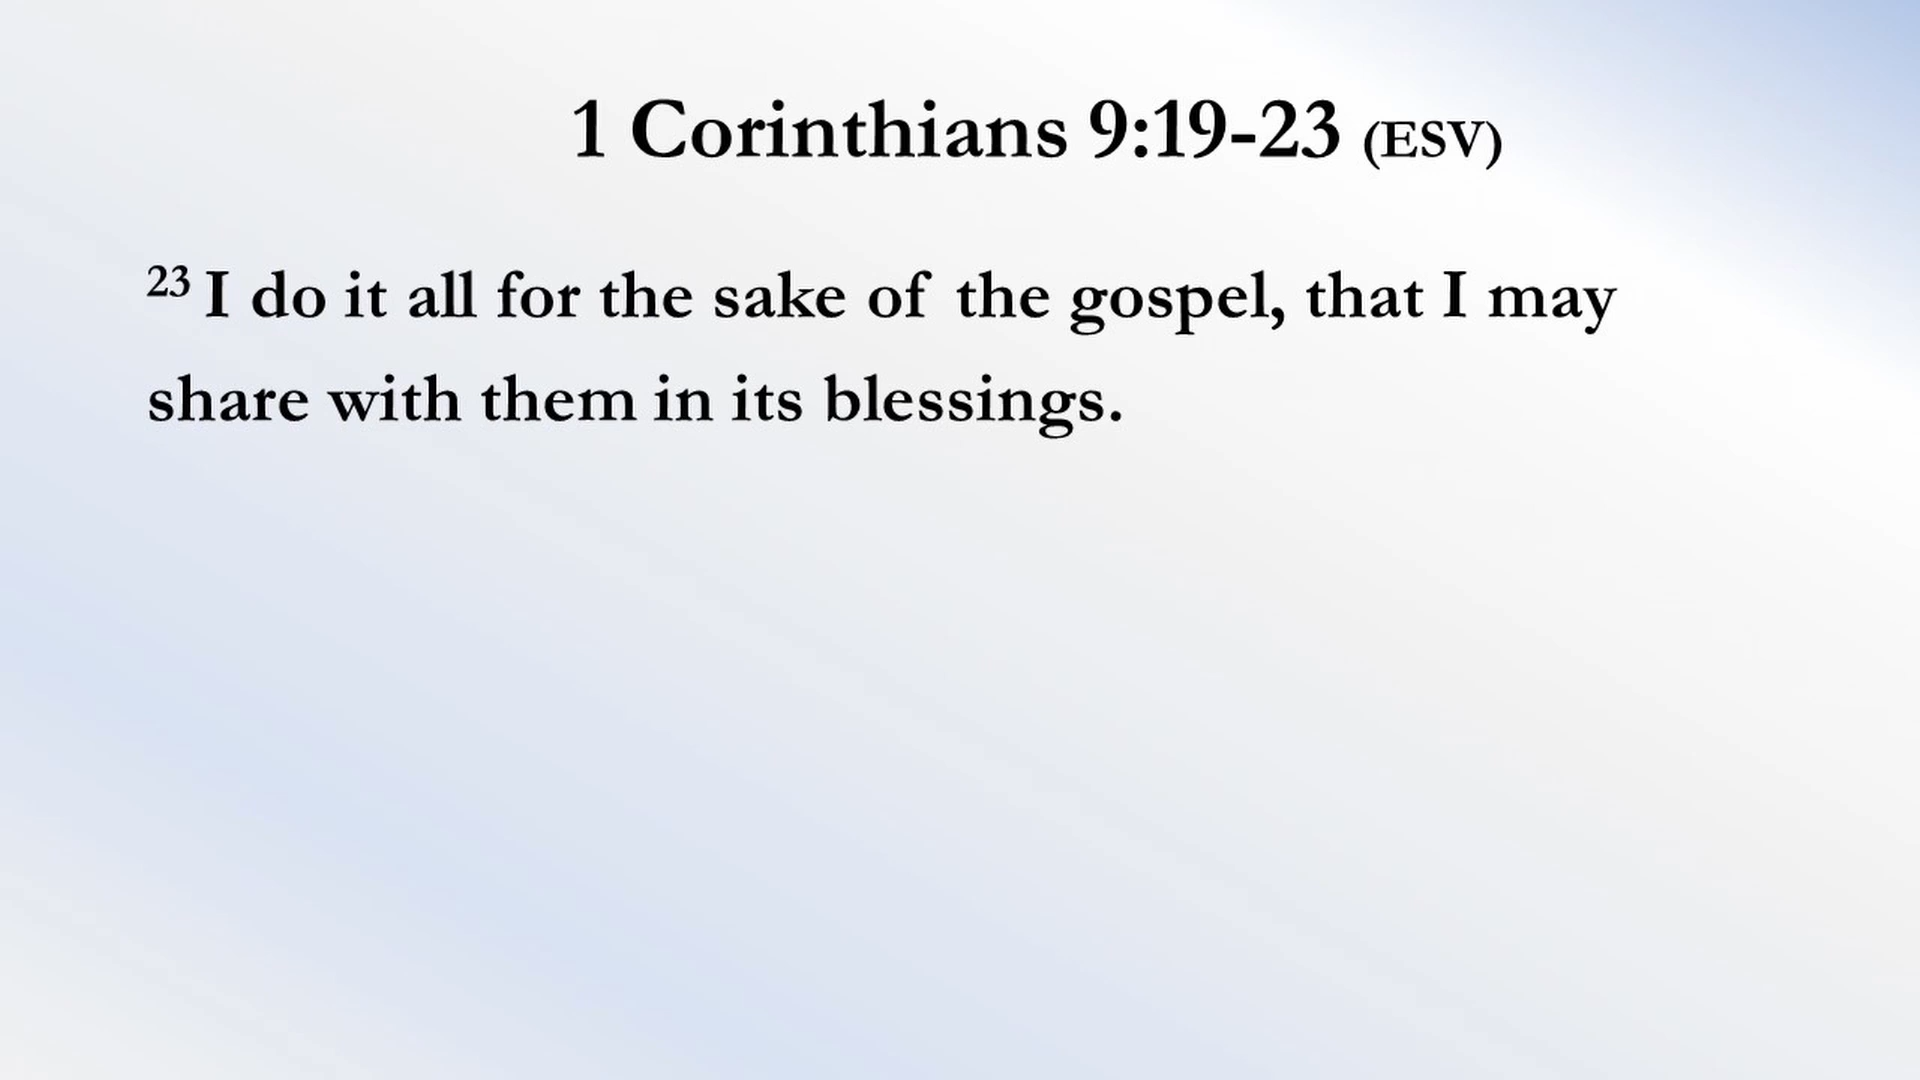 1 Corinthians 9:19-23 (ESV)
23 I do it all for the sake of the gospel, that I may
share with them in its blessings.